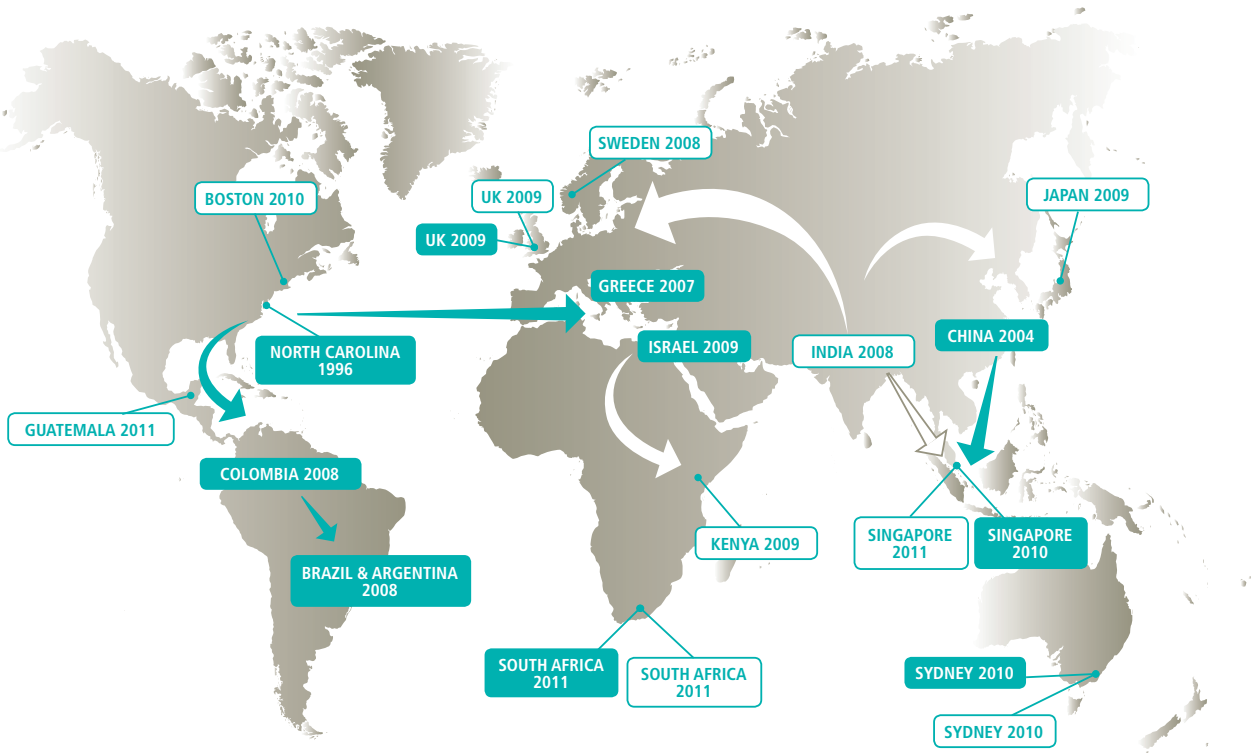 SWEDEN 2008
BOSTON 2010
UK 2009
JAPAN 2009
UK 2009
GREECE 2007
NORTH CAROLINA
1996
ISRAEL 2009
INDIA 2008
CHINA 2004
GUATEMALA 2011
COLOMBIA 2008
SINGAPORE
2011
SINGAPORE
2010
KENYA 2009
BRAZIL & ARGENTINA
2008
SOUTH AFRICA
2011
SOUTH AFRICA
2011
SYDNEY 2010
SYDNEY 2010